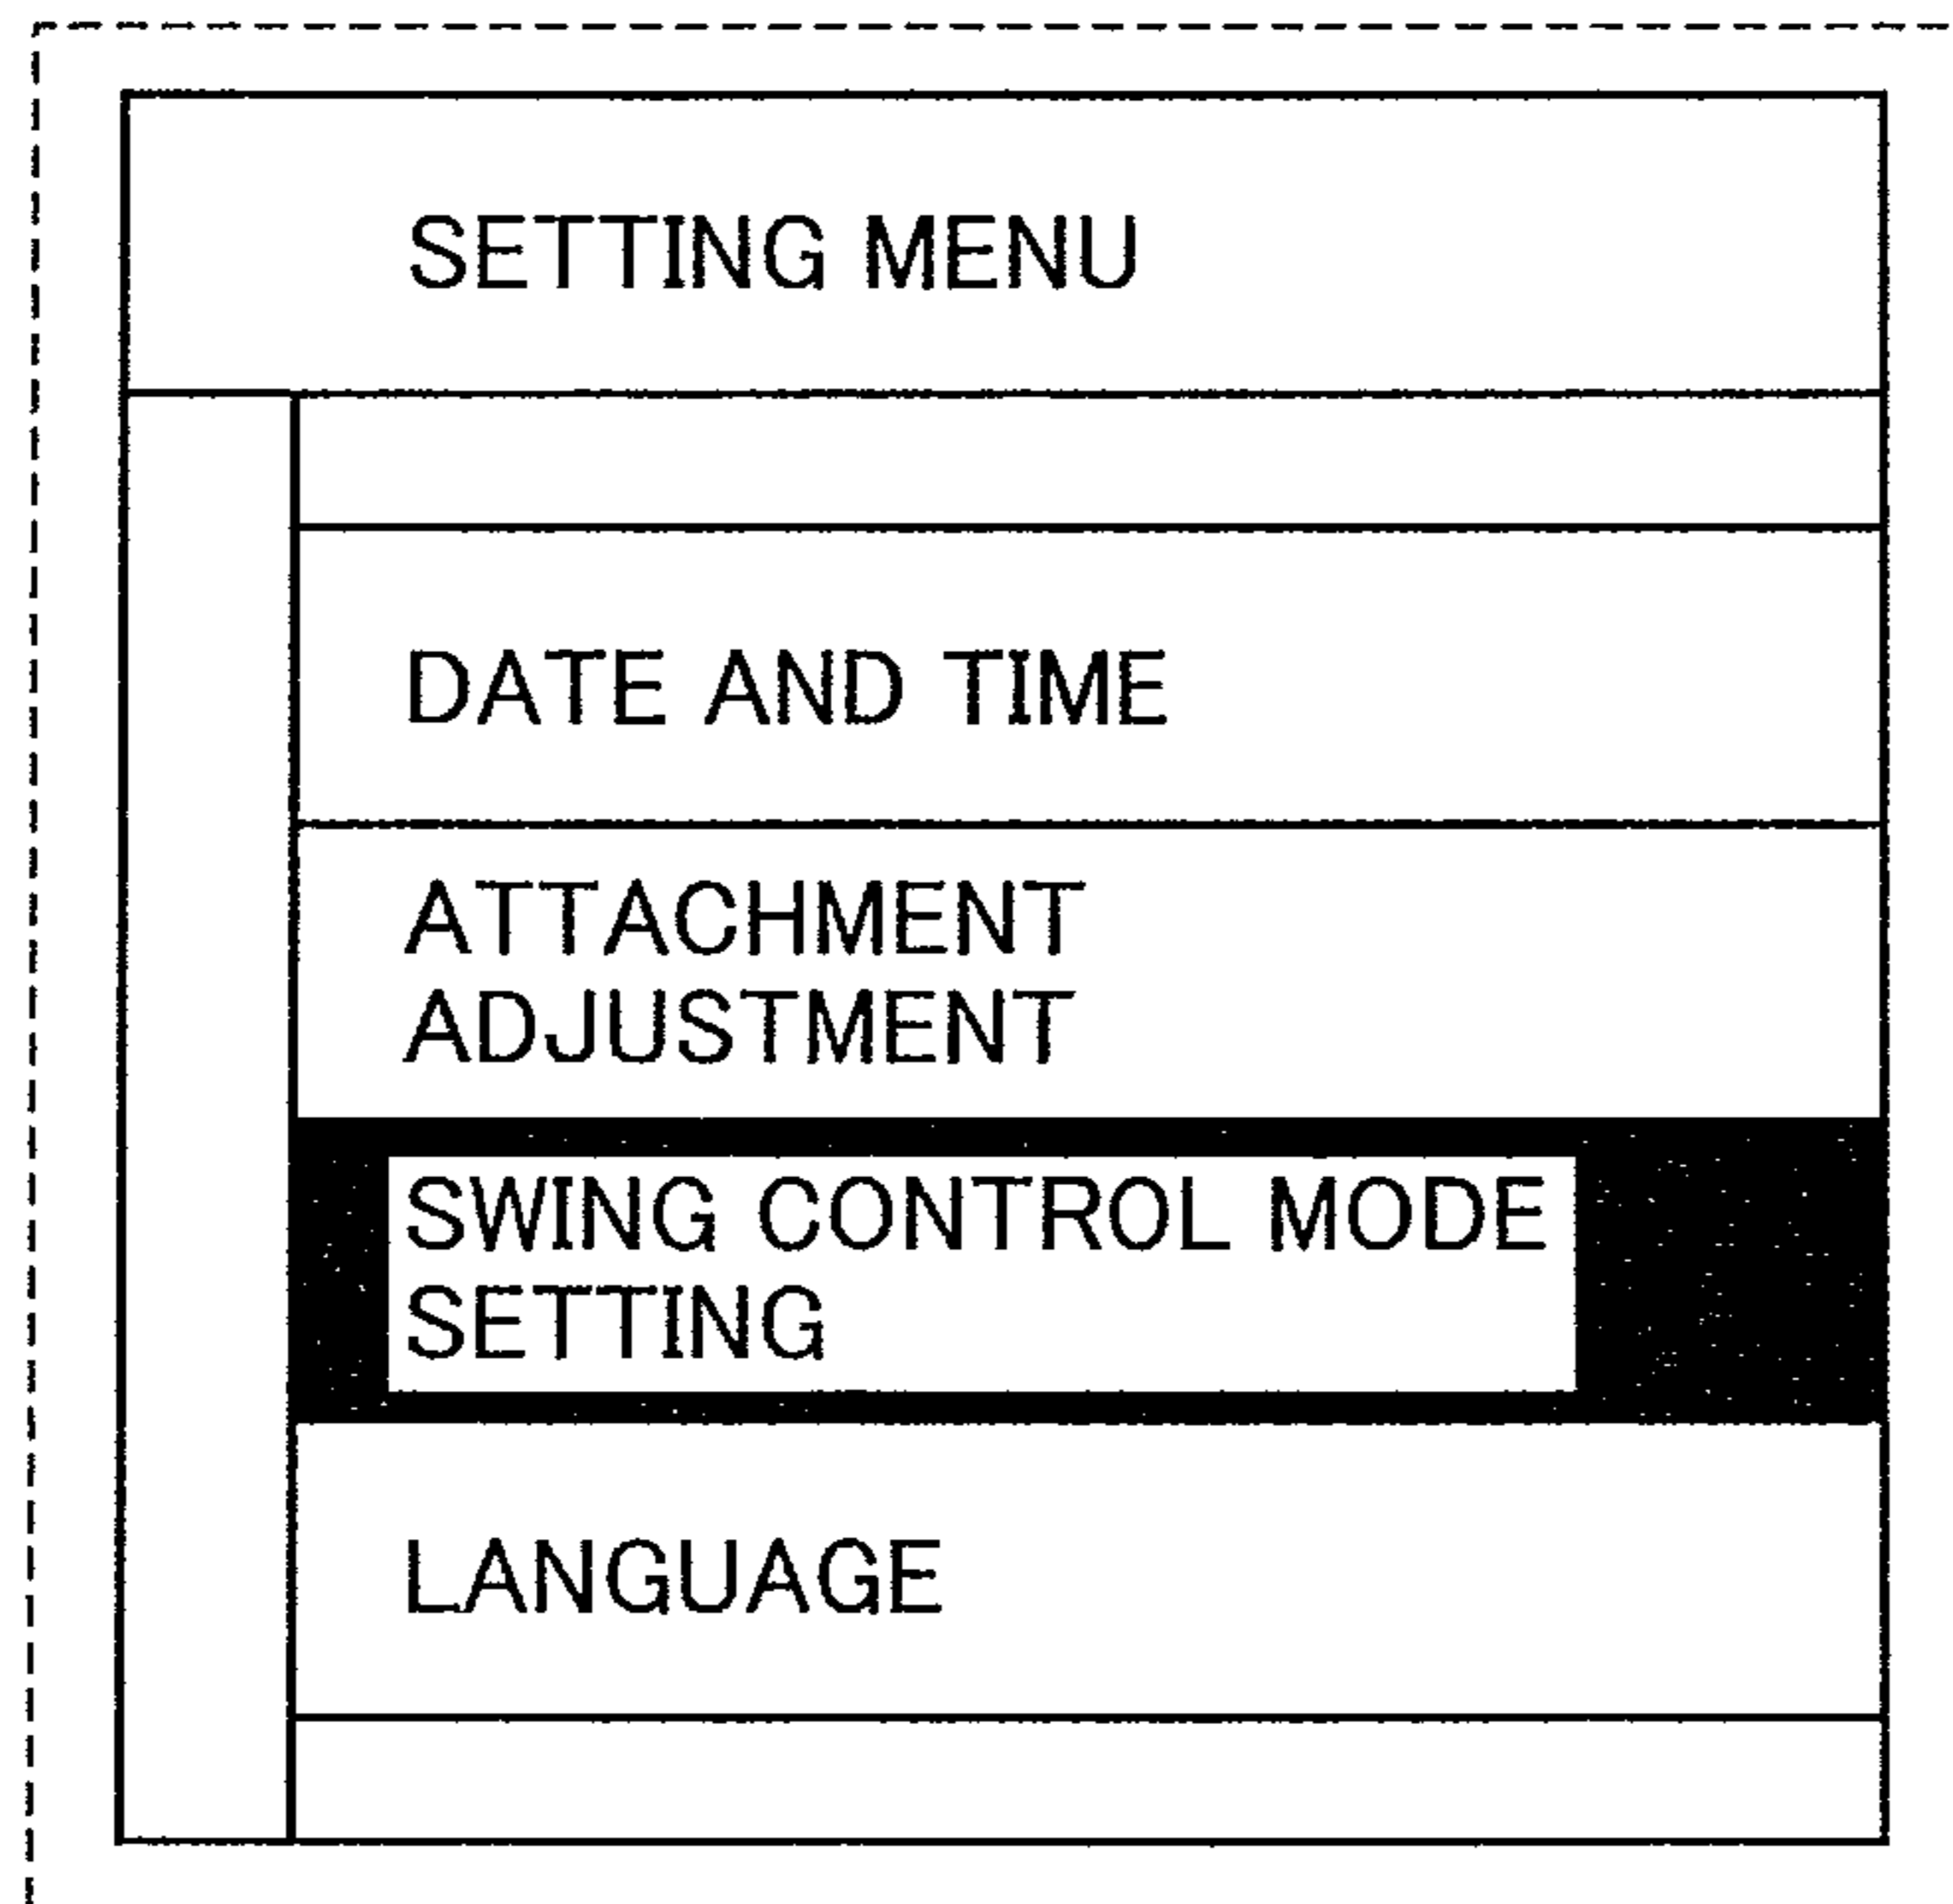 SETTING MENU
DATE AND TIME
ATTACHMENT
ADJUSTMENT
SWING CONTROL MODE
SETTING
LANGUAGE